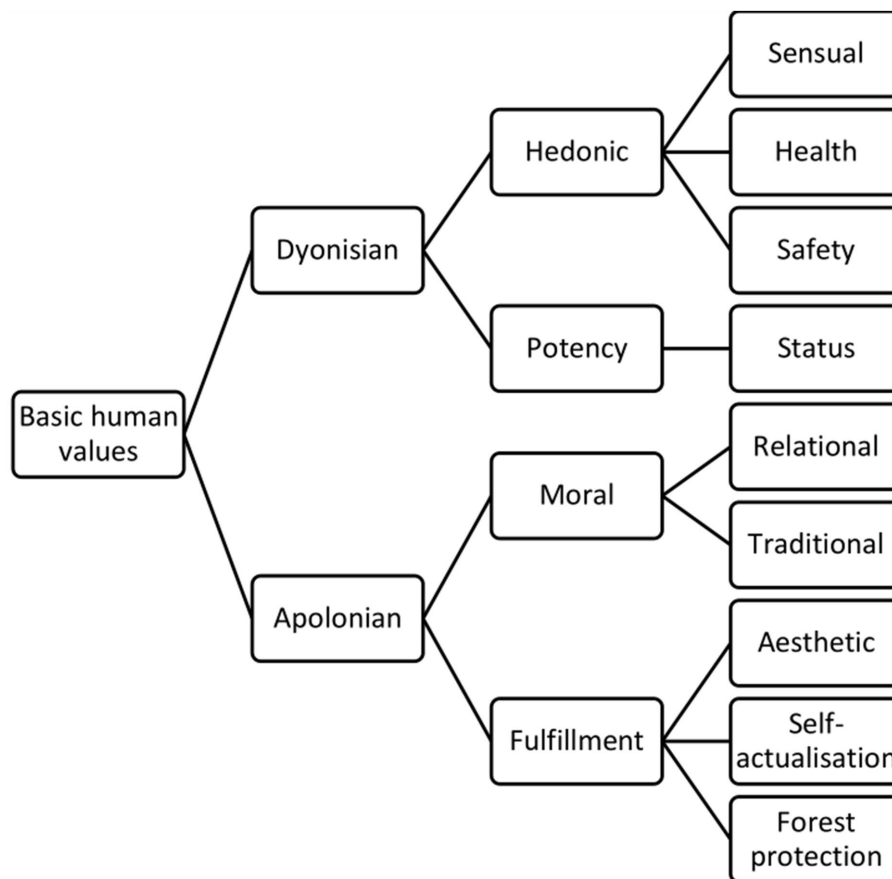 Basic human
values
Dyonisian
Apolonian
Hedonic
Potency
Moral
Fulfillment
Sensual
Health
Safety
Status
Relational
Traditional
Aesthetic
Self-
actualisation
Forest
protection